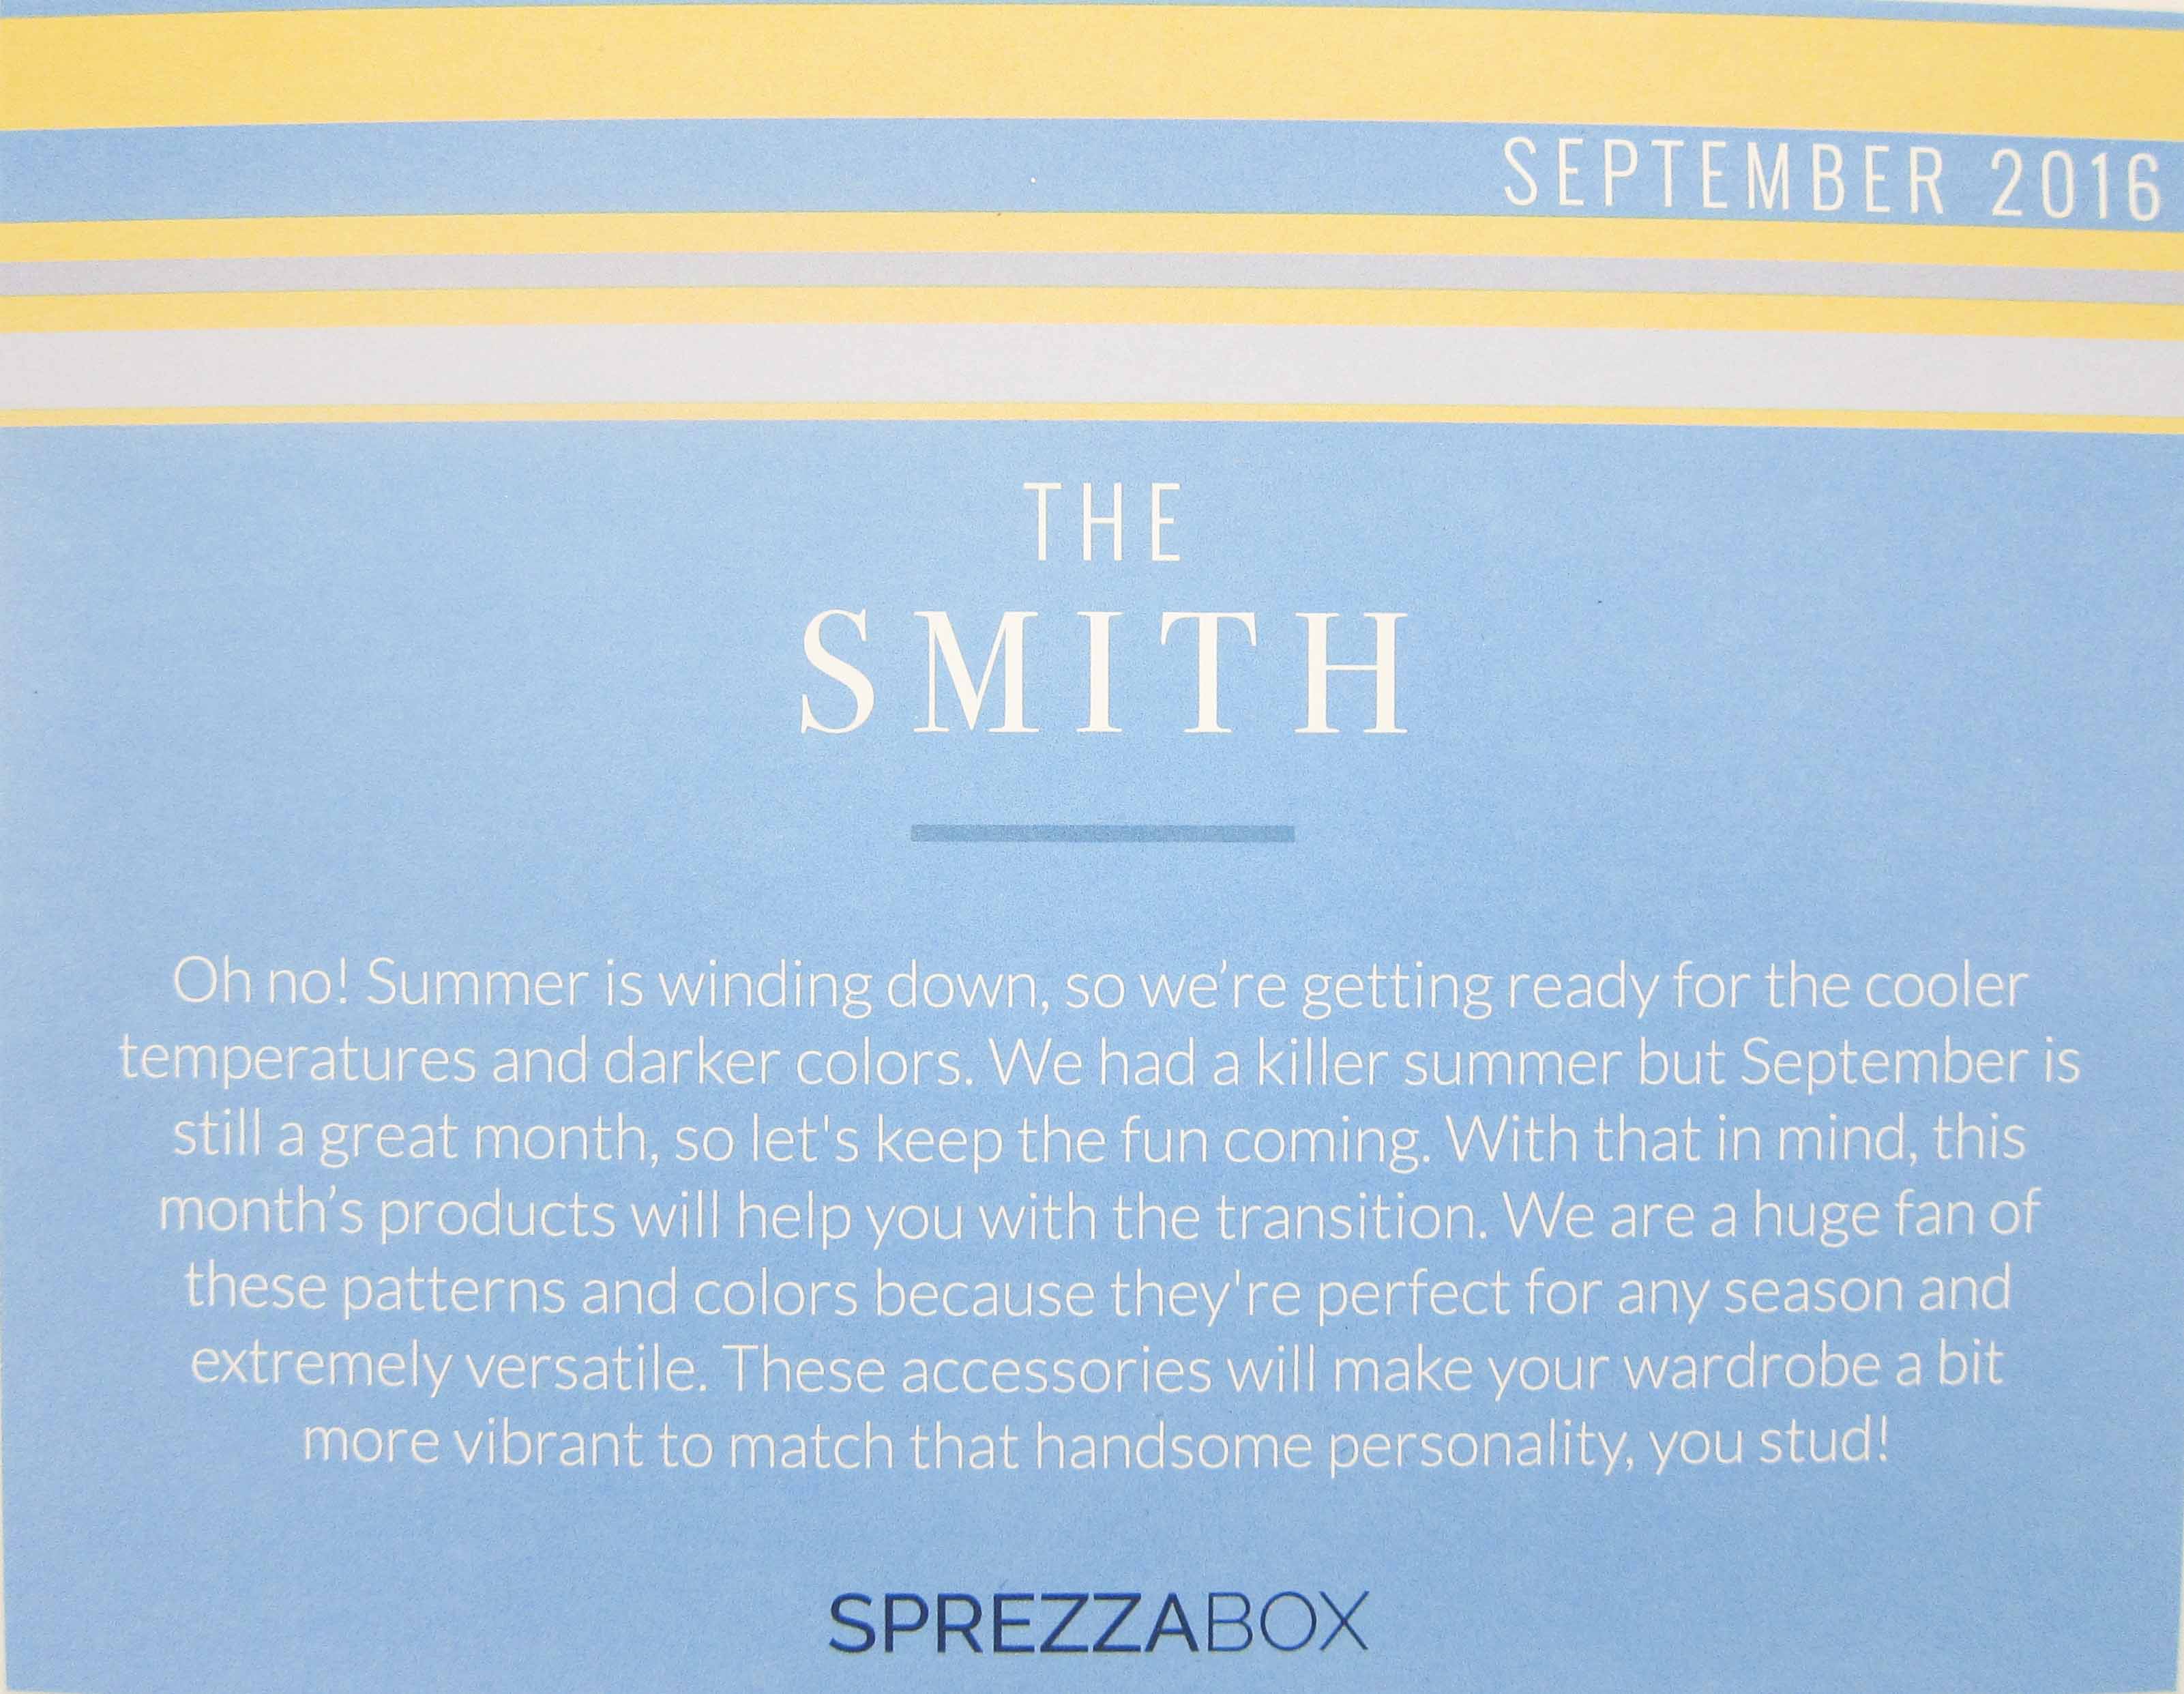 SEPTEMBER 2016
THE
SMITH
Oh no! Summer is winding down, so we’re getting ready for the cooler
temperatures and darker colors. We had a killer summer but September is
still a great month, so let's keep the fun coming. With that in mind, this
month’s products will help you with the transition. We are a huge fan of
these patterns and colors because they're perfect for any season and
extremely versatile. These accessories will make your wardrobe a bit
more vibrant to match that handsome personality, you stud!
SPREZZABOX